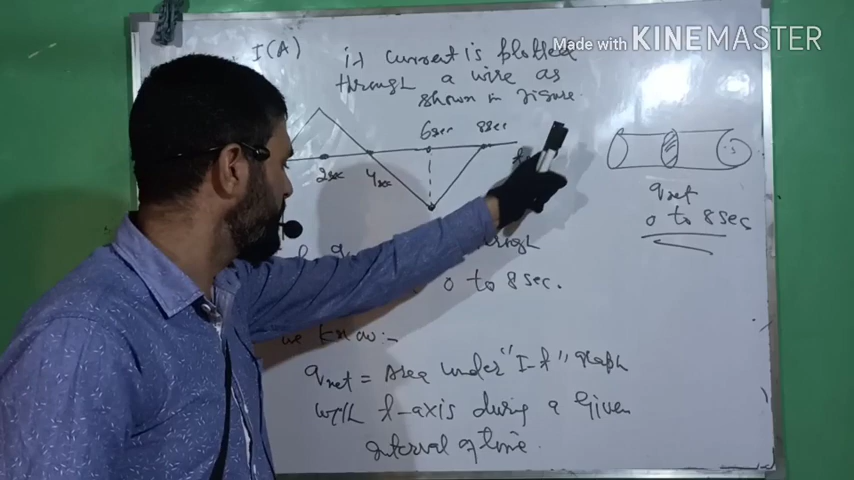 Made with KINEMASTER
I(A)
if current is plotted
through a wire as
shown in figure.
6sec 8sec
2sec 4sec
qnet
0 to 8sec
0 to 8sec.
we know:-
qnet = Area under "I-t" graph
with t-axis during a given
interval of time.